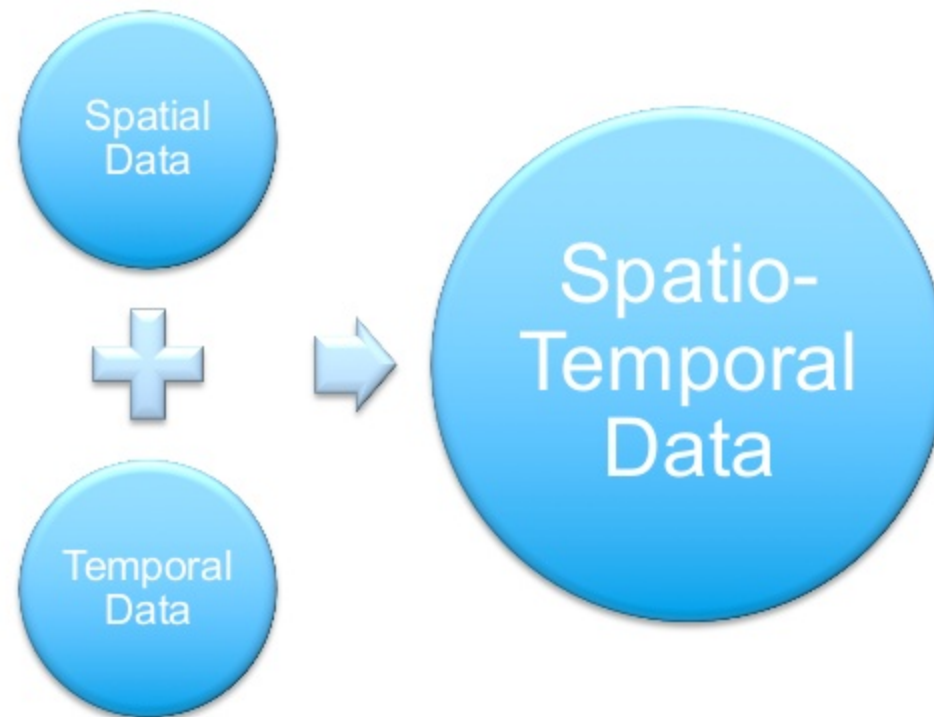 Spatial
Data
Temporal
Data
Spatio-
Temporal
Data